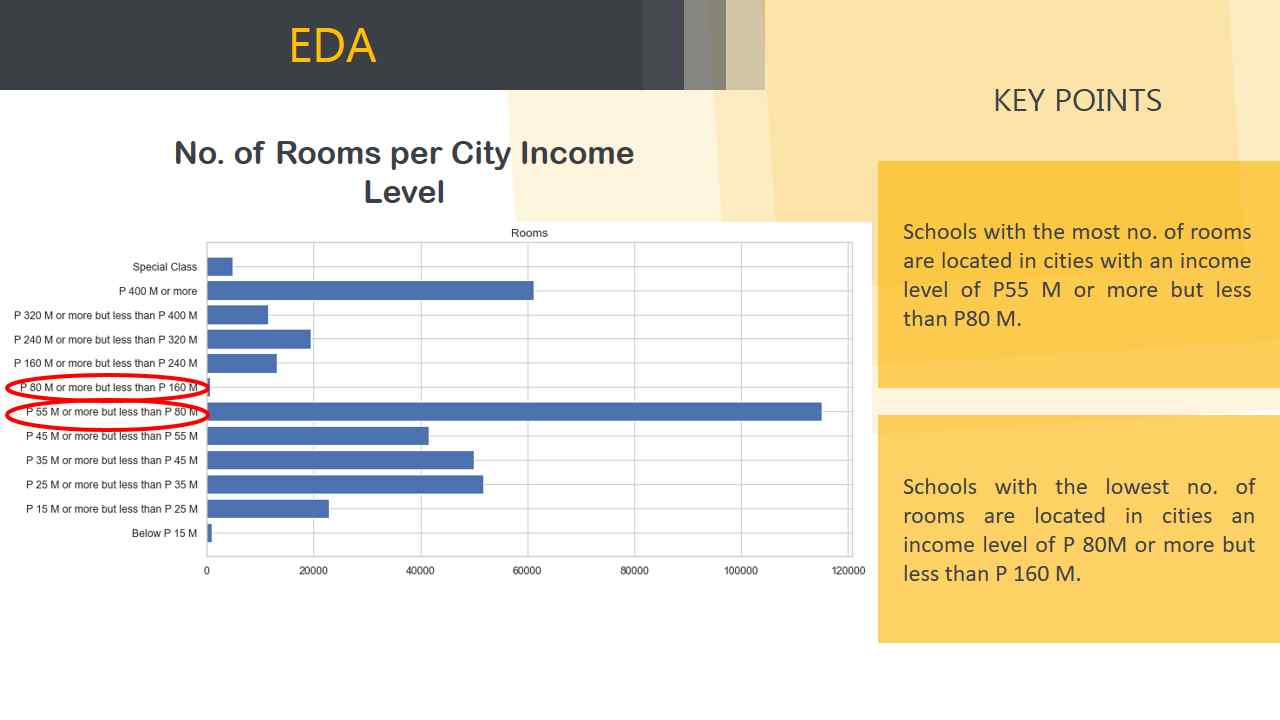 EDA
No. of Rooms per City Income
Level
Rooms
Special Class
P 400 M or more
P 320 M or more but less than P 400 M
P 240 M or more but less than P 320 M
P 160 M or more but less than P 240 M
P 80 M or more but less than P 160 M
P 55 M or more but less than P 80 M
P 45 M or more but less than P 55 M
P 35 M or more but less than P 45 M
P 25 M or more but less than P 35 M
P 15 M or more but less than P 25 M
Below P 15 M
0 20000 40000 60000 80000 100000 120000
KEY POINTS
Schools with the most no. of rooms
are located in cities with an income
level of P55 M or more but less
than P80 M.
Schools with the lowest no. of
rooms are located in cities an
income level of P 80M or more but
less than P 160 M.